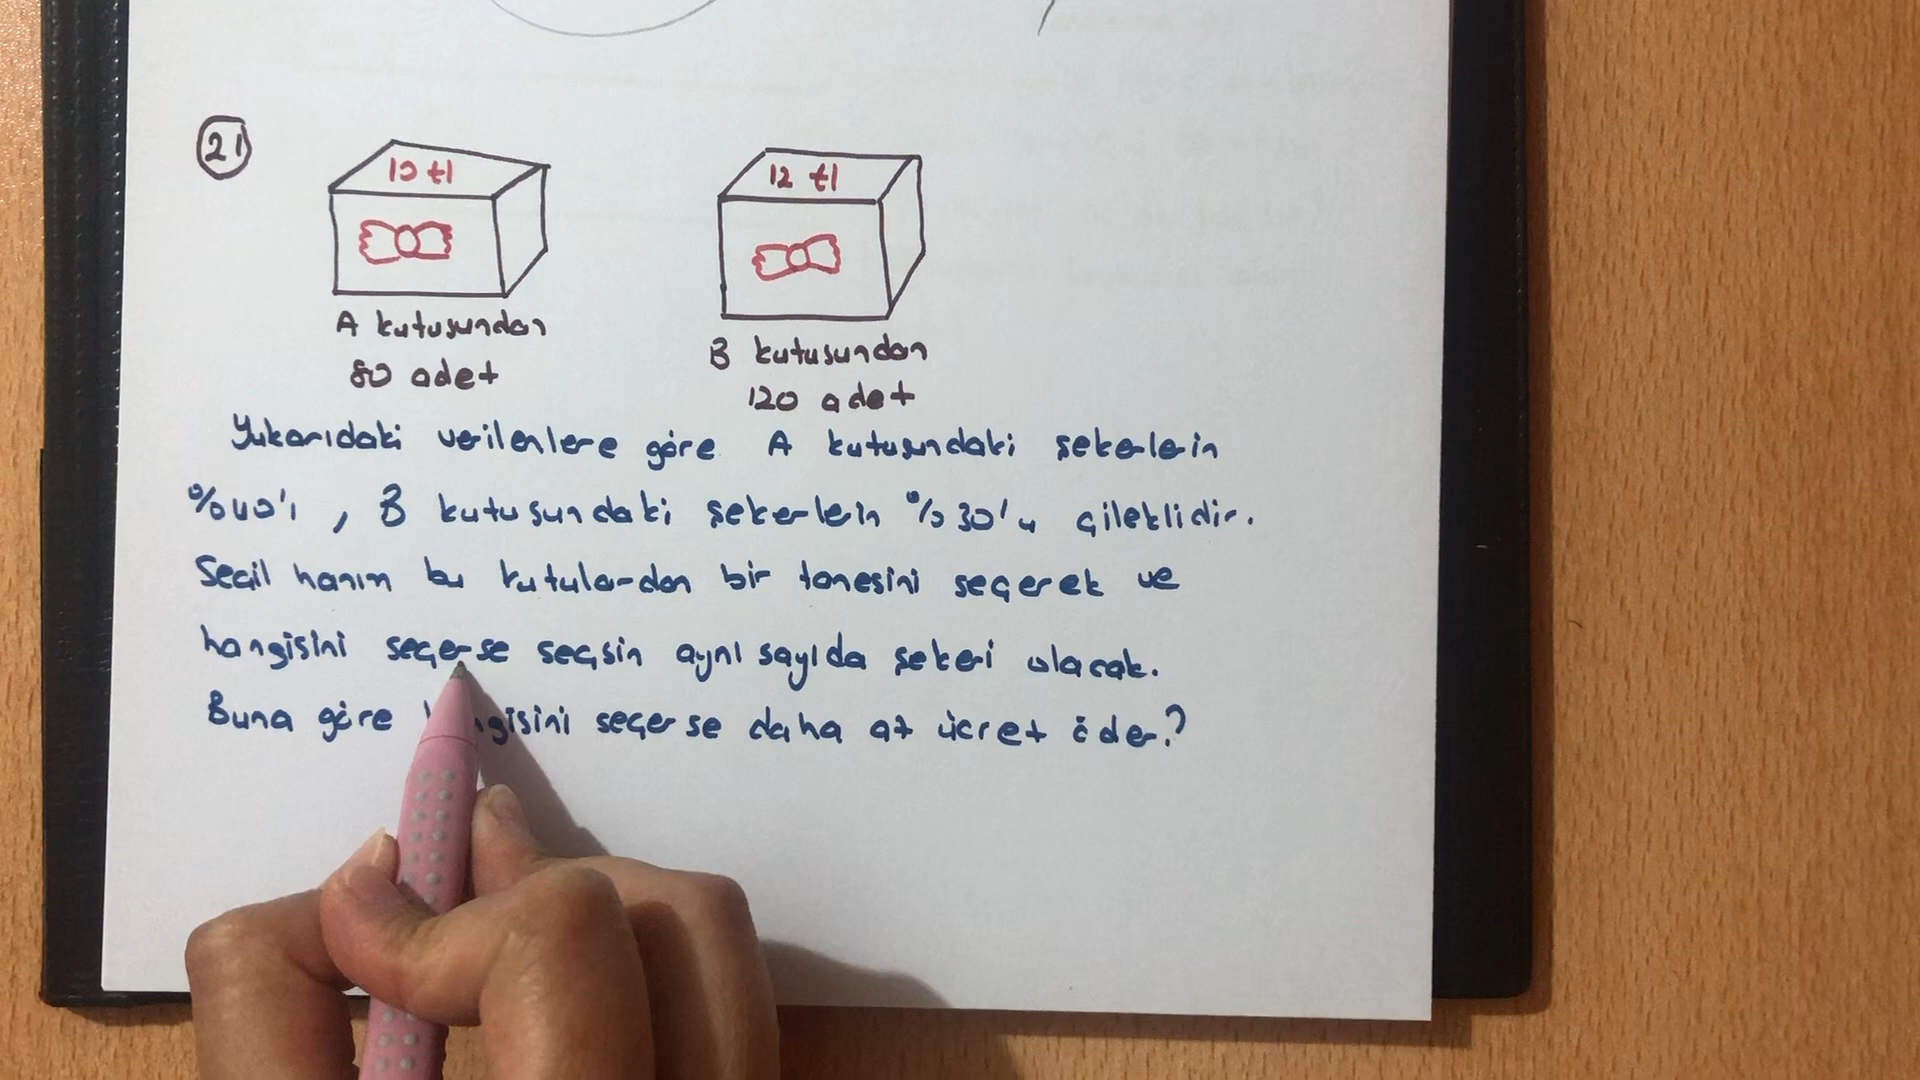 21
10 tl
12 tl
A kutusundan
80 adet
B kutusundan
120 adet
Yukarıdaki verilenlere göre A kutusundaki şekerlerin
%40'ı , B kutusundaki şekerlerin %30'u çileklidir.
Seçil hanım bu kutulardan bir tanesini seçerek ve
hangisini seçerse seçsin aynı sayıda şekeri olacak.
Buna göre seçerse daha az ücret öder?